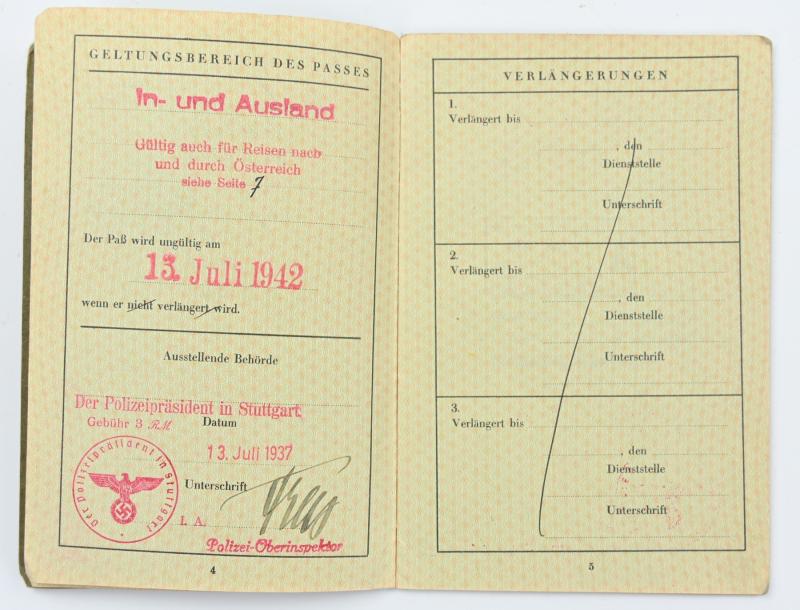 GELTUNGSBEREICH DES PASSES
In- und Ausland
Gültig auch für Reisen nach
und durch Österreich
siehe Seite 7
Der Paß wird ungültig am
13. Juli 1942
wenn er nicht verlängert wird.
Ausstellende Behörde
Der Polizeipräsident in Stuttgart.
Gebühr 3 RM.
Datum
13. Juli 1937
Der Polizeipräsident in Stuttgart
Unterschrift
I. A.
Polizei-Oberinspektor
4
VERLÄNGERUNGEN
1.
Verlängert bis
, den
Dienststelle
Unterschrift
2.
Verlängert bis
, den
Dienststelle
Unterschrift
3.
Verlängert bis
, den
Dienststelle
Unterschrift
5